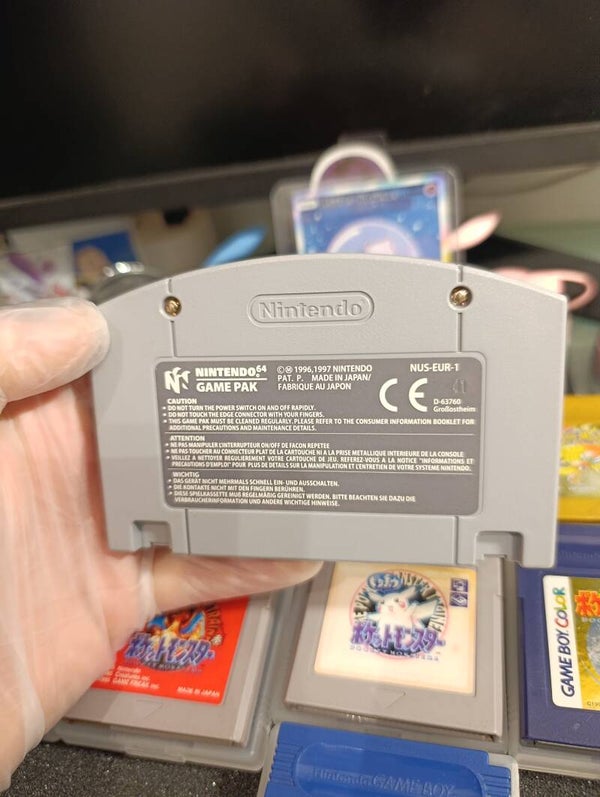 Nintendo
NINTENDO64
GAME PAK
©Ⓜ 1996,1997 NINTENDO
PAT. P. MADE IN JAPAN/
FABRIQUE AU JAPON
NUS-EUR-1
CE
D-63760
Großostheim
CAUTION
• DO NOT TURN THE POWER SWITCH ON AND OFF RAPIDLY.
• DO NOT TOUCH THE EDGE CONNECTOR WITH YOUR FINGERS.
• THIS GAME PAK MUST BE CLEANED REGULARLY. PLEASE REFER TO THE CONSUMER INFORMATION BOOKLET FOR
ADDITIONAL PRECAUTIONS AND MAINTENANCE DETAILS.
ATTENTION
• NE PAS MANIPULER L'INTERRUPTEUR ON/OFF DE FACON REPETEE
• NE PAS TOUCHER AU CONNECTEUR PLAT DE LA CARTOUCHE NI A LA PRISE METALLIQUE INTERIEURE DE LA CONSOLE
• VEILLEZ A NETTOYER REGULIEREMENT VOTRE CARTOUCHE DE JEU. REFEREZ-VOUS A LA NOTICE "INFORMATIONS ET
PRECAUTIONS D'EMPLOI" POUR PLUS DE DETAILS SUR LA MANIPULATION ET L'ENTRETIEN DE VOTRE SYSTEME NINTENDO.
WICHTIG
• DAS GERÄT NICHT MEHRMALS SCHNELL EIN- UND AUSSCHALTEN.
• DIE KONTAKTE NICHT MIT DEN FINGERN BERÜHREN.
• DIESE SPIELKASSETTE MUß REGELMÄßIG GEREINIGT WERDEN. BITTE BEACHTEN SIE DAZU DIE
VERBRAUCHERINFORMATION UND ANDERE WICHTIGE HINWEISE.
ポケットモンスター
MADE IN JAPAN
ポケットモンスター
POCKET MONSTERS
GAME BOY COLOR
Nintendo GAME BOY